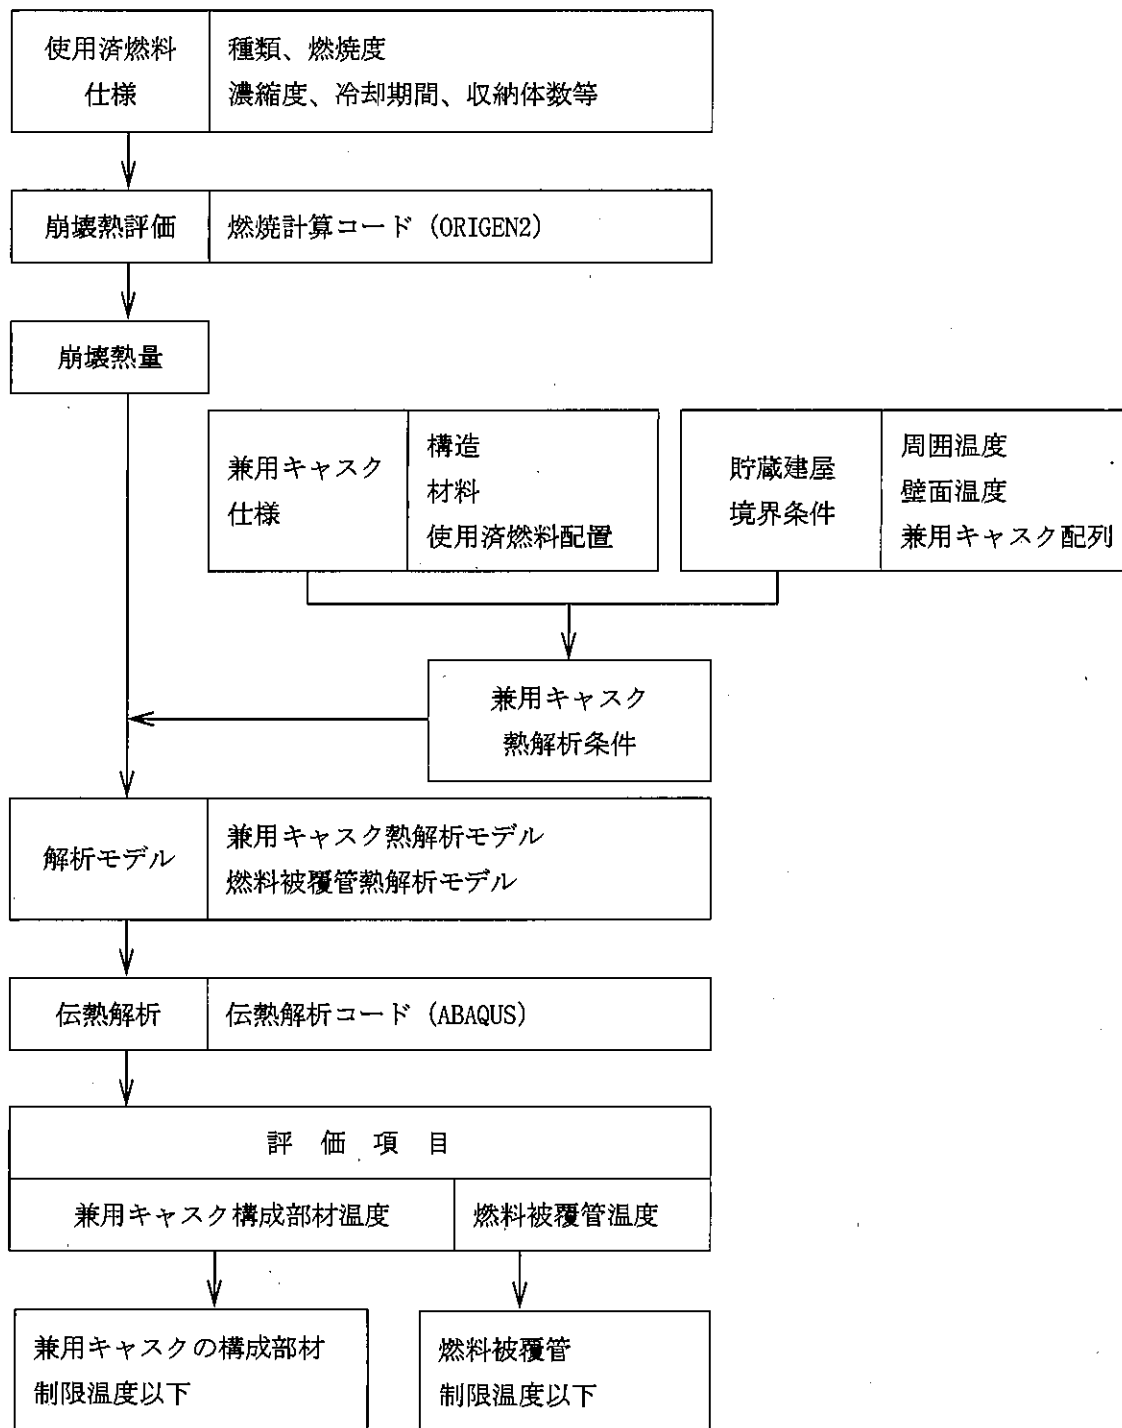 使用済燃料
仕様
種類、燃焼度
濃縮度、冷却期間、収納体数等
崩壊熱評価
燃焼計算コード (ORIGEN2)
崩壊熱量
兼用キャスク
仕様
構造
材料
使用済燃料配置
貯蔵建屋
境界条件
周囲温度
壁面温度
兼用キャスク配列
兼用キャスク
熱解析条件
解析モデル
兼用キャスク熱解析モデル
燃料被覆管熱解析モデル
伝熱解析
伝熱解析コード (ABAQUS)
評 価 項 目
兼用キャスク構成部材温度
燃料被覆管温度
兼用キャスクの構成部材
制限温度以下
燃料被覆管
制限温度以下